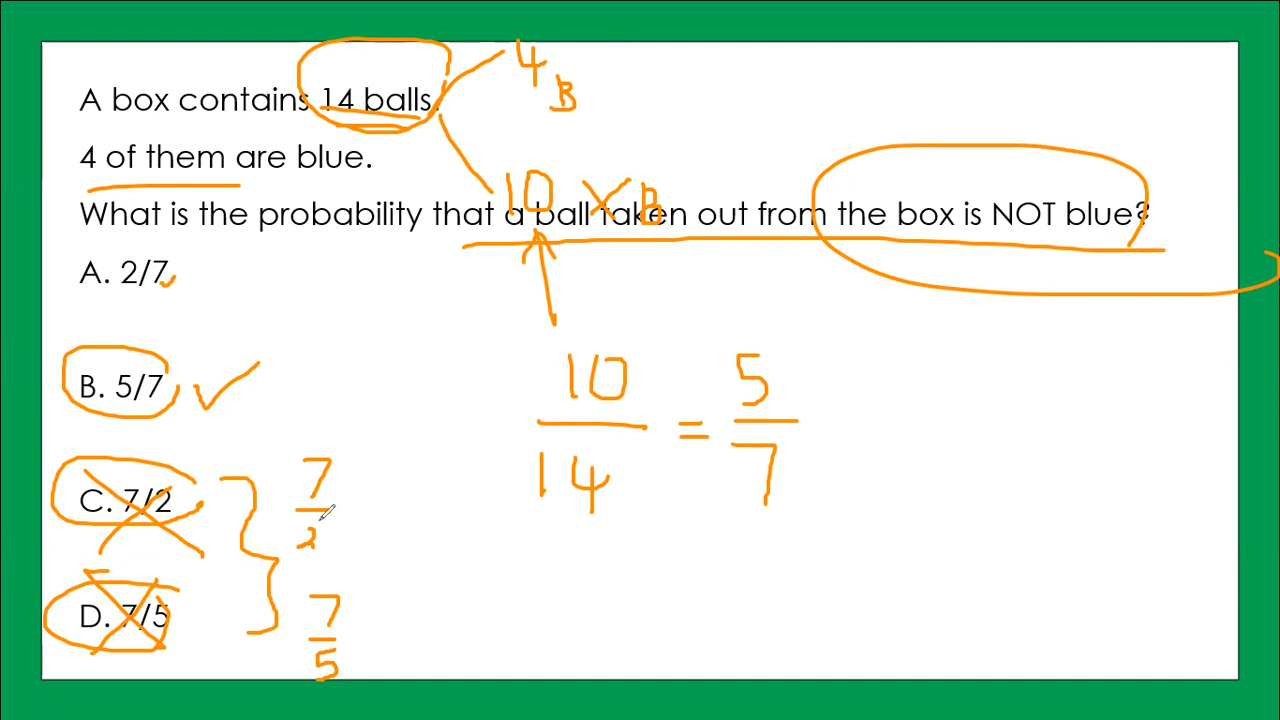 4 B
A box contains 14 balls.
4 of them are blue.
10 X B
What is the probability that a ball taken out from the box is NOT blue?
A. 2/7
B. 5/7 ✓
10/14 = 5/7
C. 7/2
7/2
D. 7/5
7/5